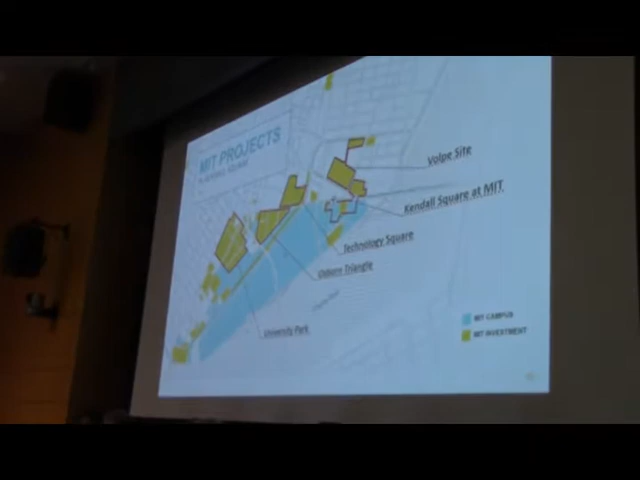 MIT PROJECTS
Volpe Site
Kendall Square at MIT
Technology Square
Osborn Triangle
University Park
MIT CAMPUS
MIT INVESTMENT